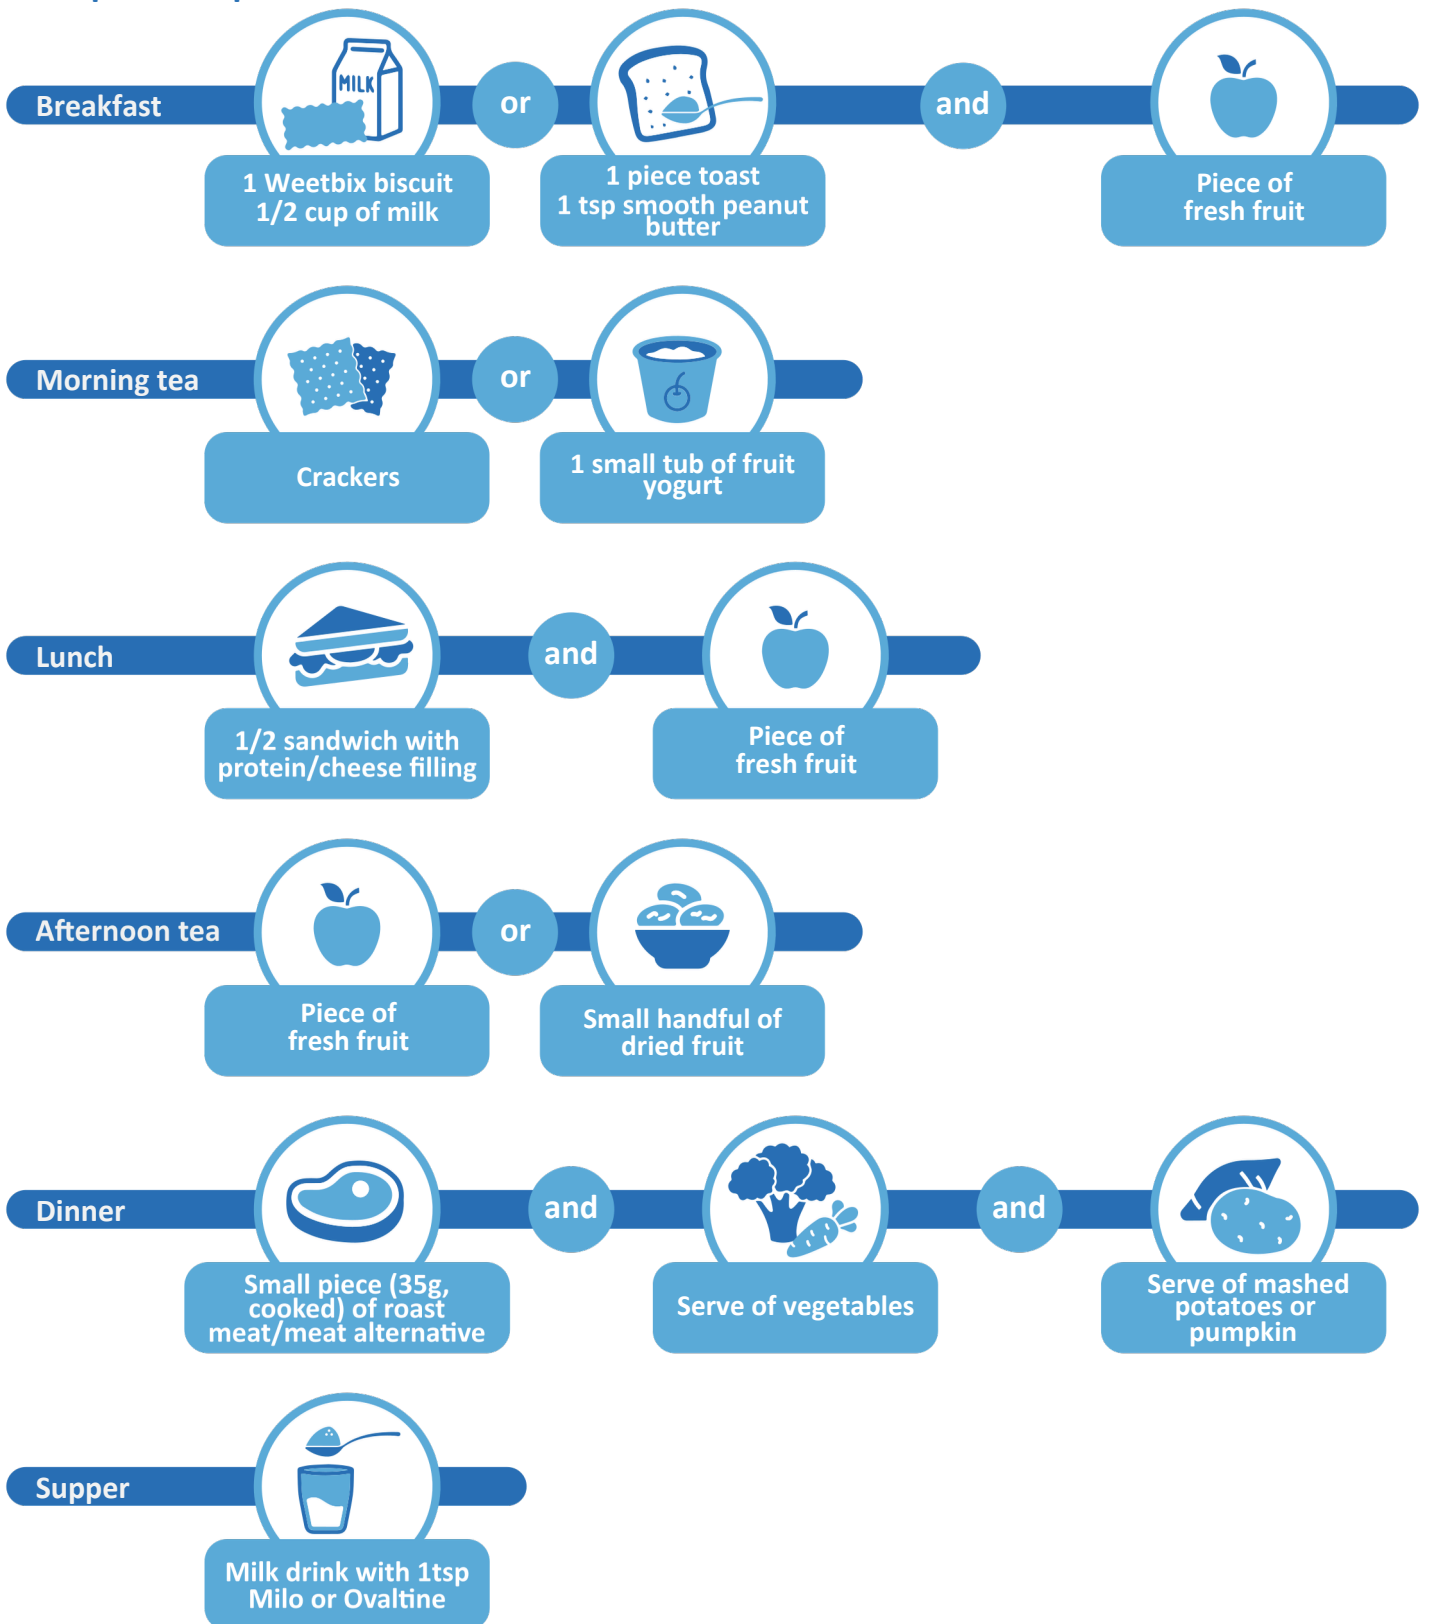 Breakfast
MILK
or
and
1 Weetbix biscuit
1/2 cup of milk
1 piece toast
1 tsp smooth peanut
butter
Piece of
fresh fruit
Morning tea
or
Crackers
1 small tub of fruit
yogurt
Lunch
and
1/2 sandwich with
protein/cheese filling
Piece of
fresh fruit
Afternoon tea
or
Piece of
fresh fruit
Small handful of
dried fruit
Dinner
and
and
Small piece (35g,
cooked) of roast
meat/meat alternative
Serve of vegetables
Serve of mashed
potatoes or
pumpkin
Supper
Milk drink with 1tsp
Milo or Ovaltine